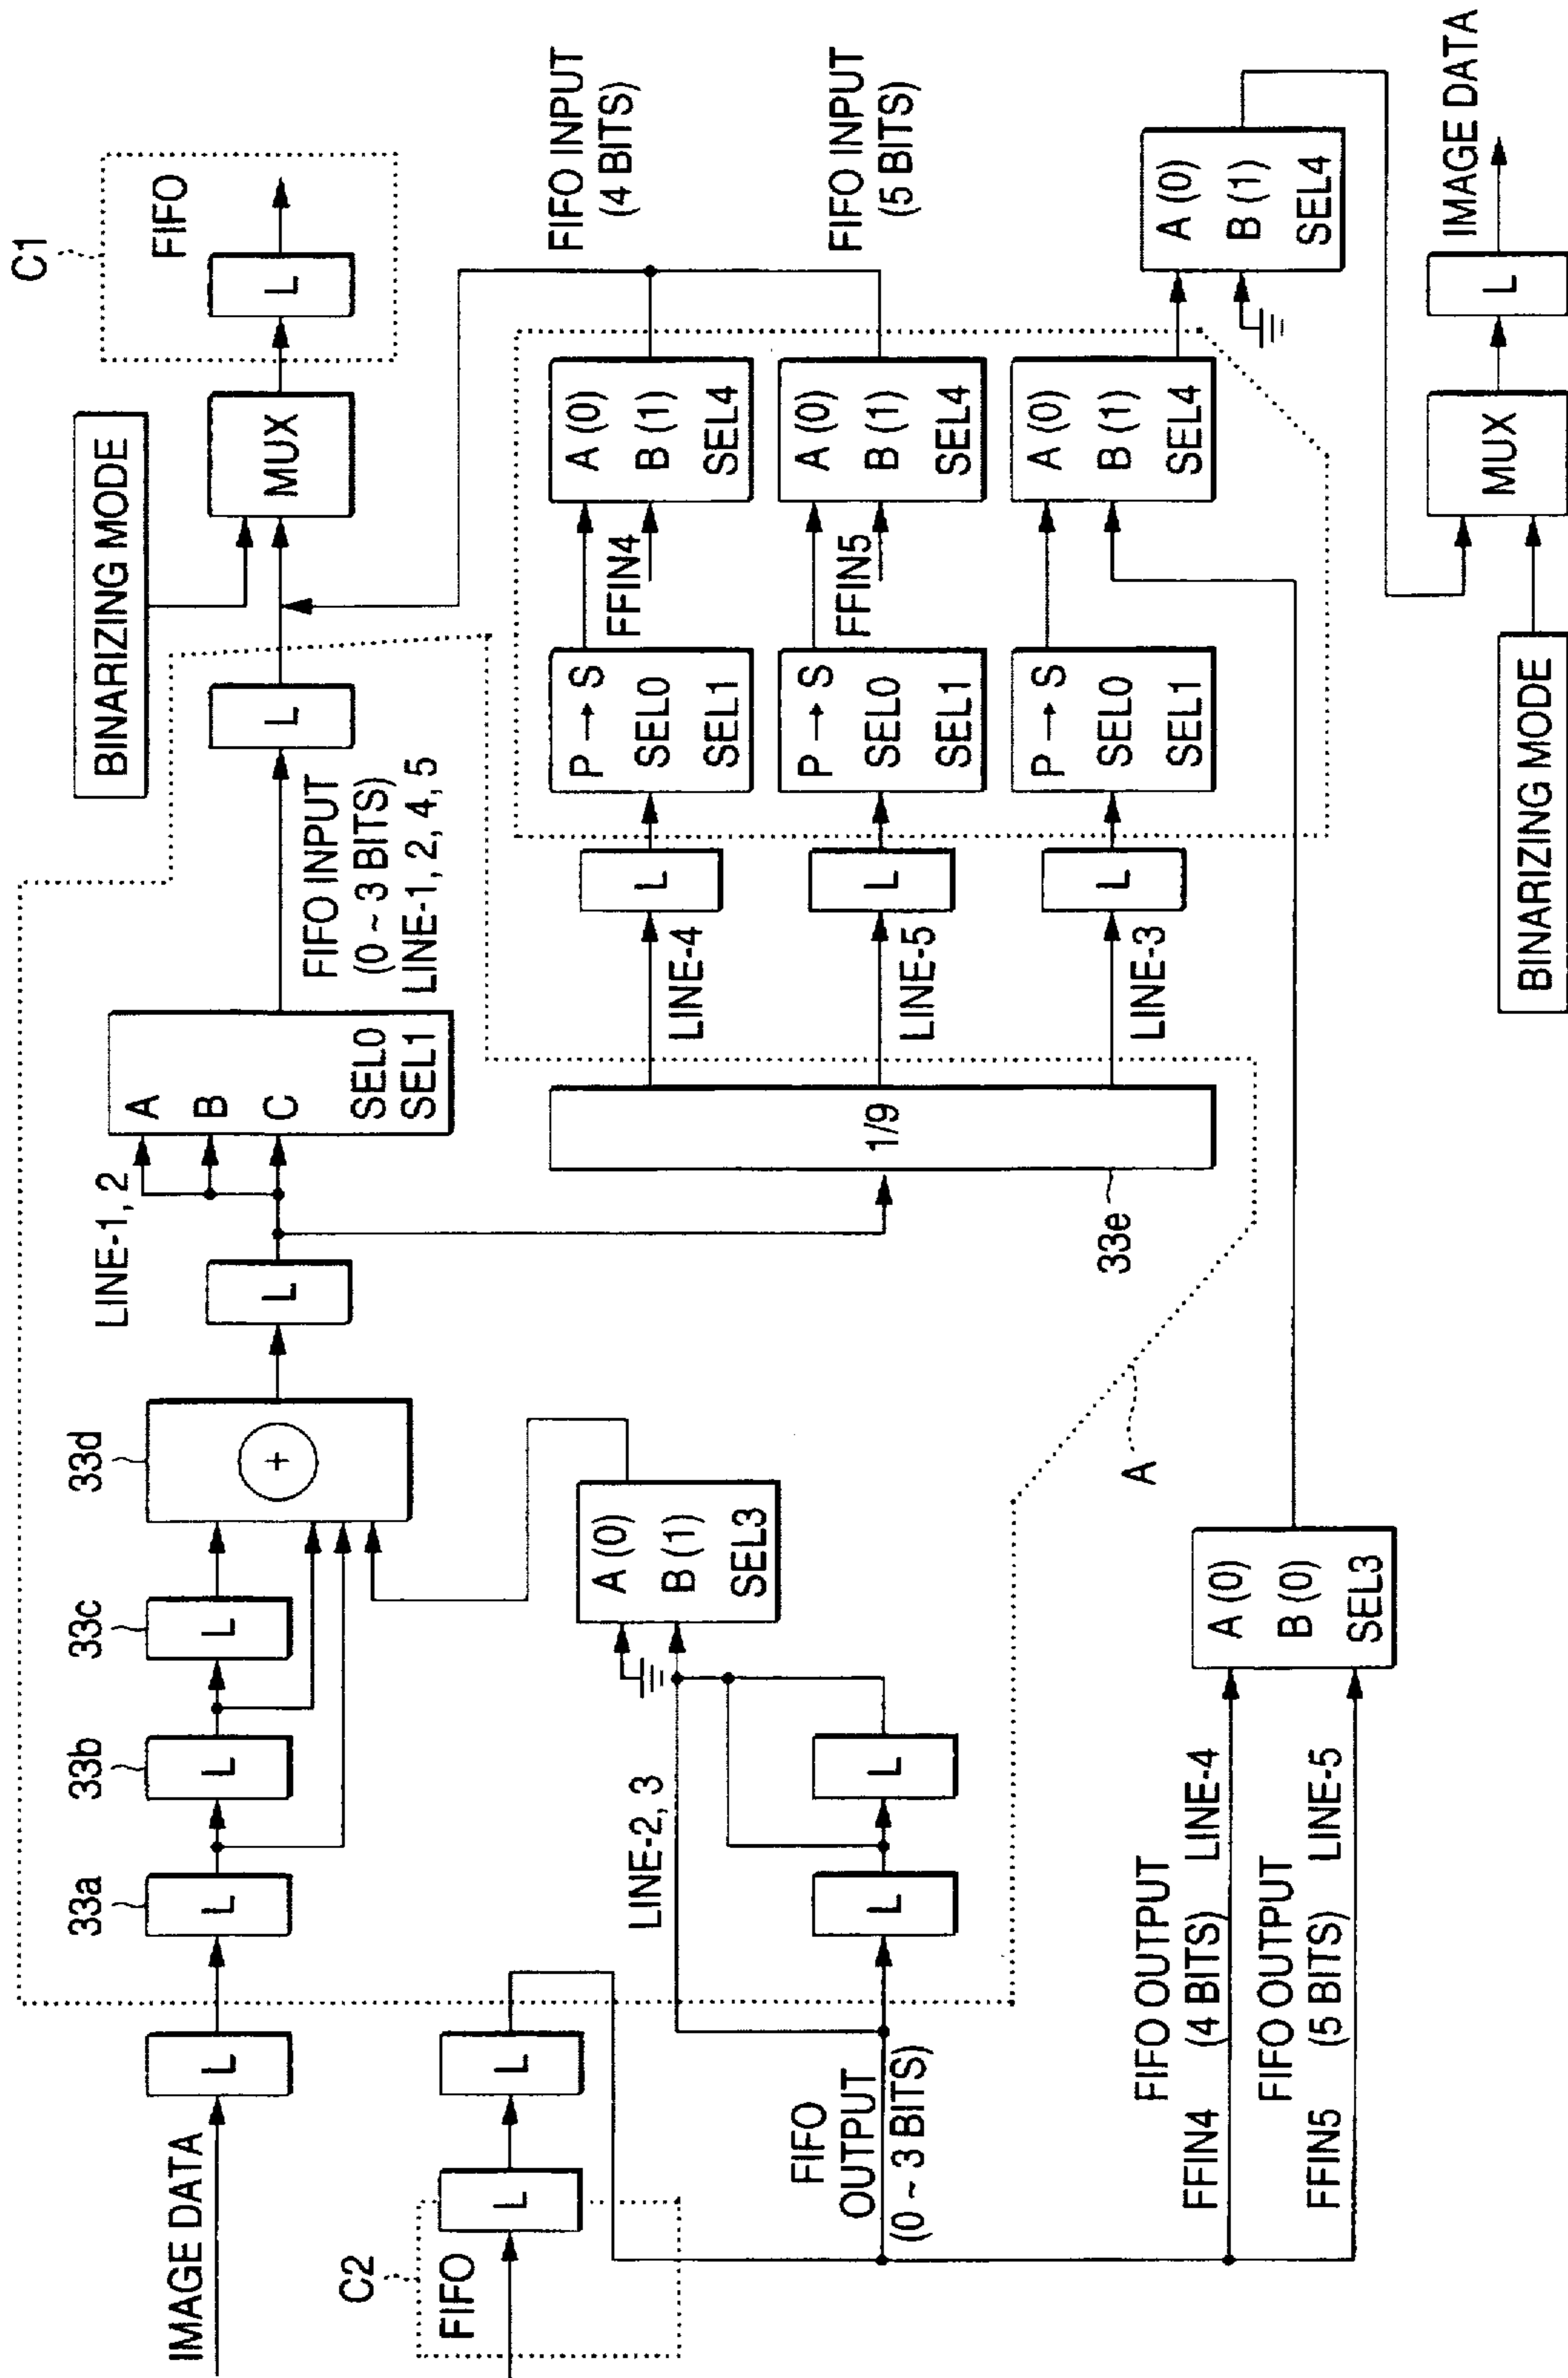 IMAGE DATA
L
33a
L
33b
L
33c
L
33d
+
L
LINE-1, 2
A
B
C
SEL0
SEL1
FIFO INPUT
(0 ~ 3 BITS)
LINE-1, 2, 4, 5
L
BINARIZING MODE
MUX
C1
FIFO
L
C2
FIFO
L
L
FIFO
OUTPUT
(0 ~ 3 BITS)
LINE-2, 3
L
L
A (0)
B (1)
SEL3
33e
1/9
LINE-4
L
P → S
SEL0
SEL1
FFIN4
A (0)
B (1)
SEL4
FIFO INPUT
(4 BITS)
LINE-5
L
P → S
SEL0
SEL1
FFIN5
A (0)
B (1)
SEL4
FIFO INPUT
(5 BITS)
LINE-3
L
P → S
SEL0
SEL1
A (0)
B (1)
SEL4
A
FIFO OUTPUT
FFIN4 (4 BITS) LINE-4
FIFO OUTPUT
FFIN5 (5 BITS) LINE-5
A (0)
B (0)
SEL3
A (0)
B (1)
SEL4
BINARIZING MODE
MUX
L
IMAGE DATA